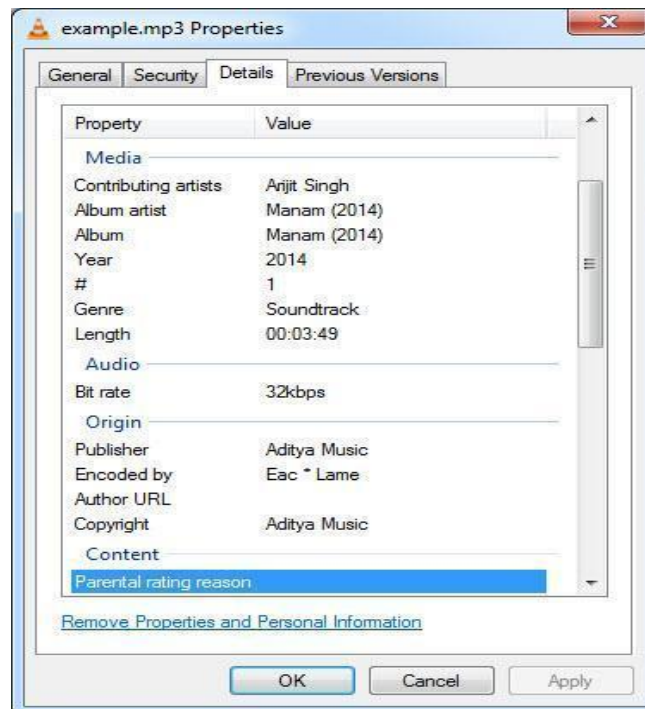 example.mp3 Properties
General Security Details Previous Versions
Property Value
Media
Contributing artists Arijit Singh
Album artist Manam (2014)
Album Manam (2014)
Year 2014
# 1
Genre Soundtrack
Length 00:03:49
Audio
Bit rate 32kbps
Origin
Publisher Aditya Music
Encoded by Eac * Lame
Author URL
Copyright Aditya Music
Content
Parental rating reason
Remove Properties and Personal Information
OK Cancel Apply